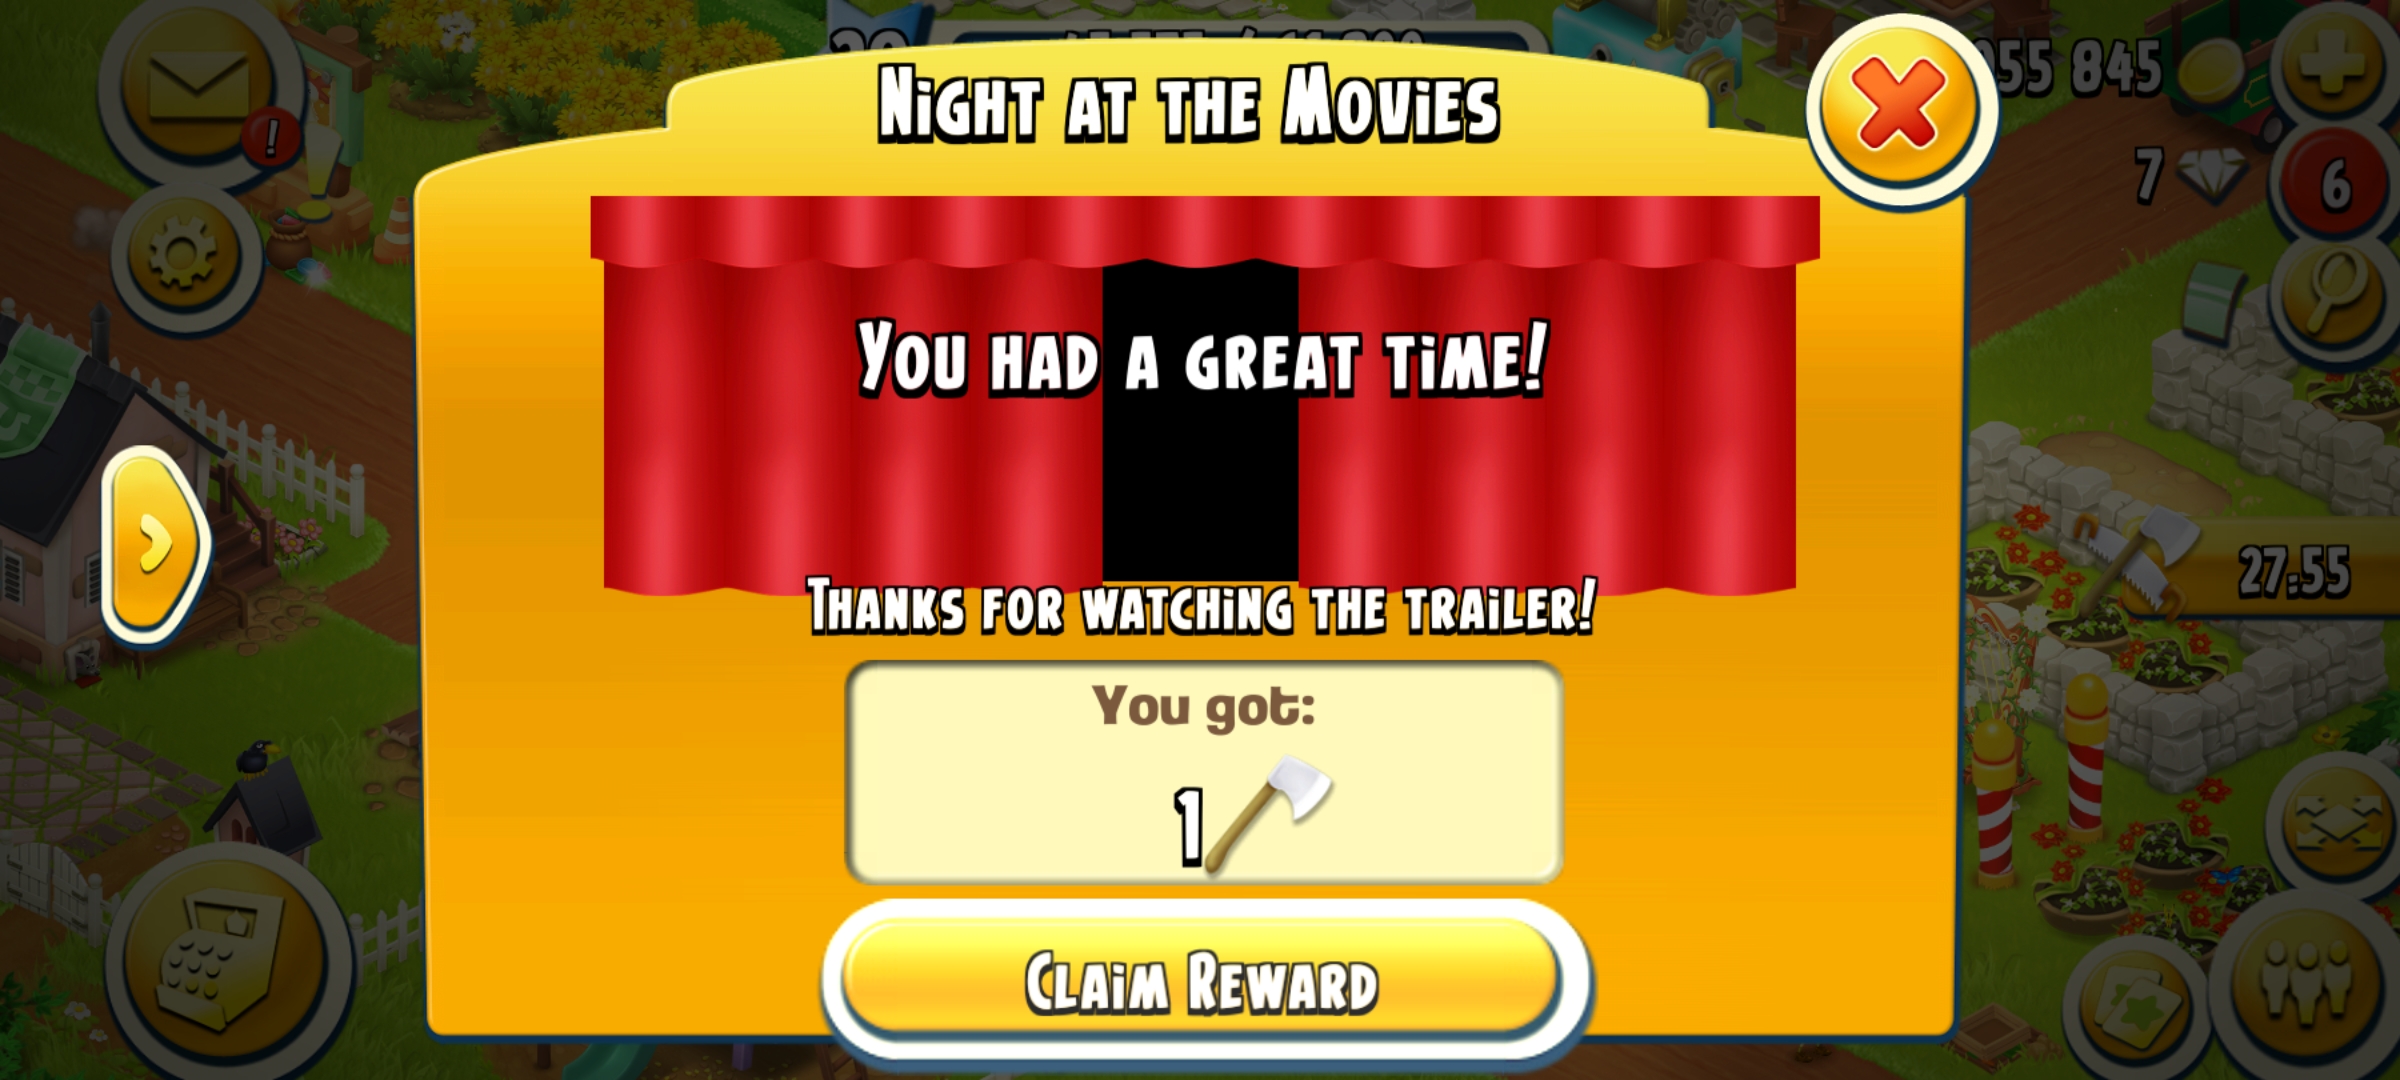 Night at the Movies
55 845
7
6
You had a great time!
27:55
Thanks for watching the trailer!
You got:
1
Claim Reward